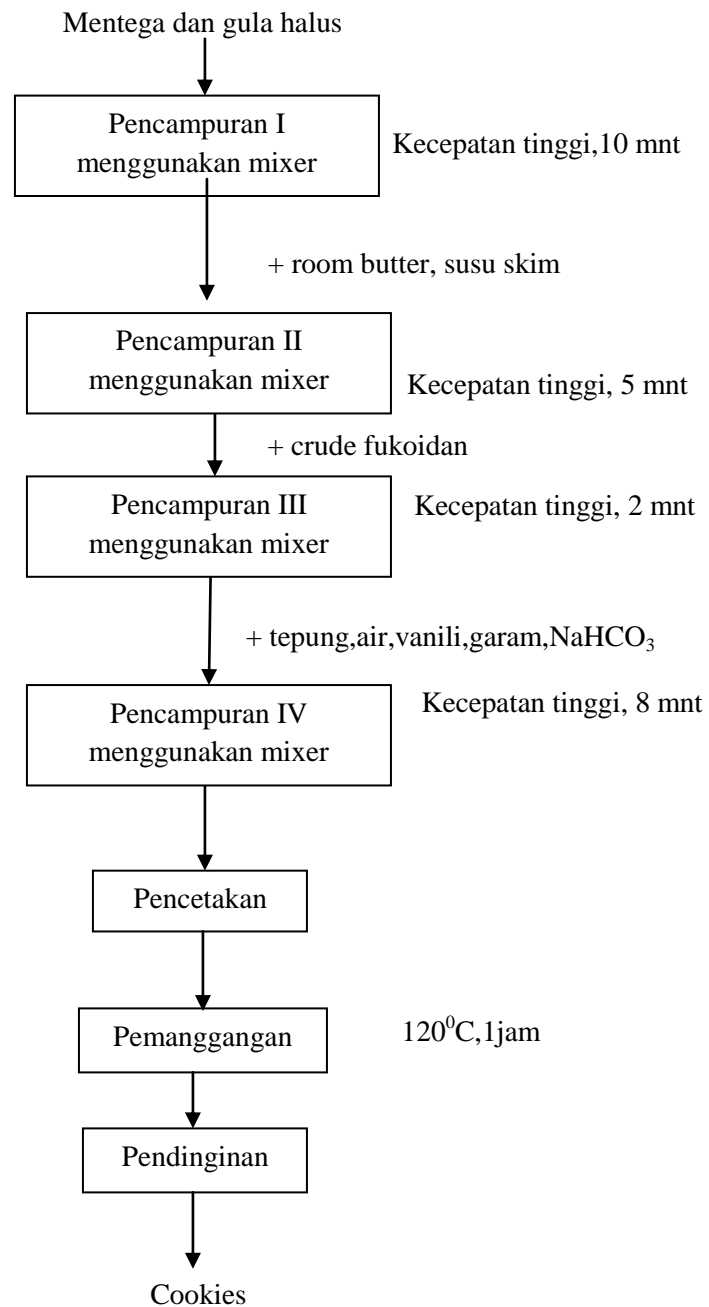 Mentega dan gula halus
Pencampuran I
menggunakan mixer
Kecepatan tinggi,10 mnt
+ room butter, susu skim
Pencampuran II
menggunakan mixer
Kecepatan tinggi, 5 mnt
+ crude fukoidan
Pencampuran III
menggunakan mixer
Kecepatan tinggi, 2 mnt
+ tepung,air,vanili,garam,NaHCO₃
Pencampuran IV
menggunakan mixer
Kecepatan tinggi, 8 mnt
Pencetakan
Pemanggangan
120⁰C,1jam
Pendinginan
Cookies